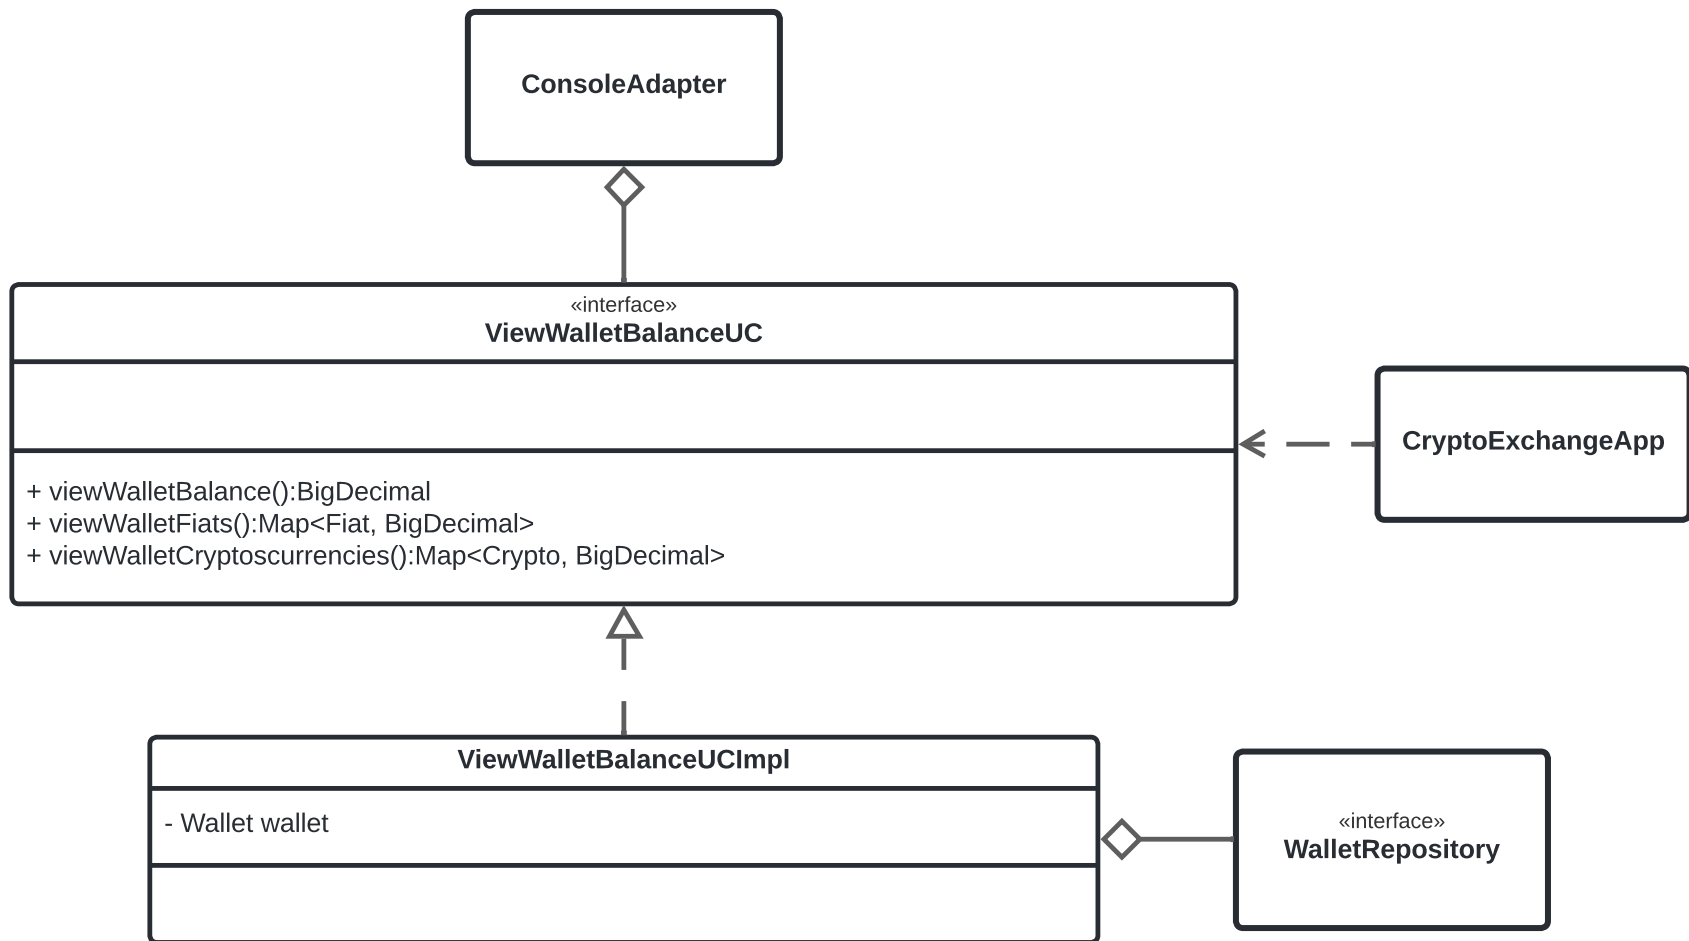 ConsoleAdapter
«interface»
ViewWalletBalanceUC
+ viewWalletBalance():BigDecimal
+ viewWalletFiats():Map<Fiat, BigDecimal>
+ viewWalletCryptoscurrencies():Map<Crypto, BigDecimal>
CryptoExchangeApp
ViewWalletBalanceUCImpl
- Wallet wallet
«interface»
WalletRepository